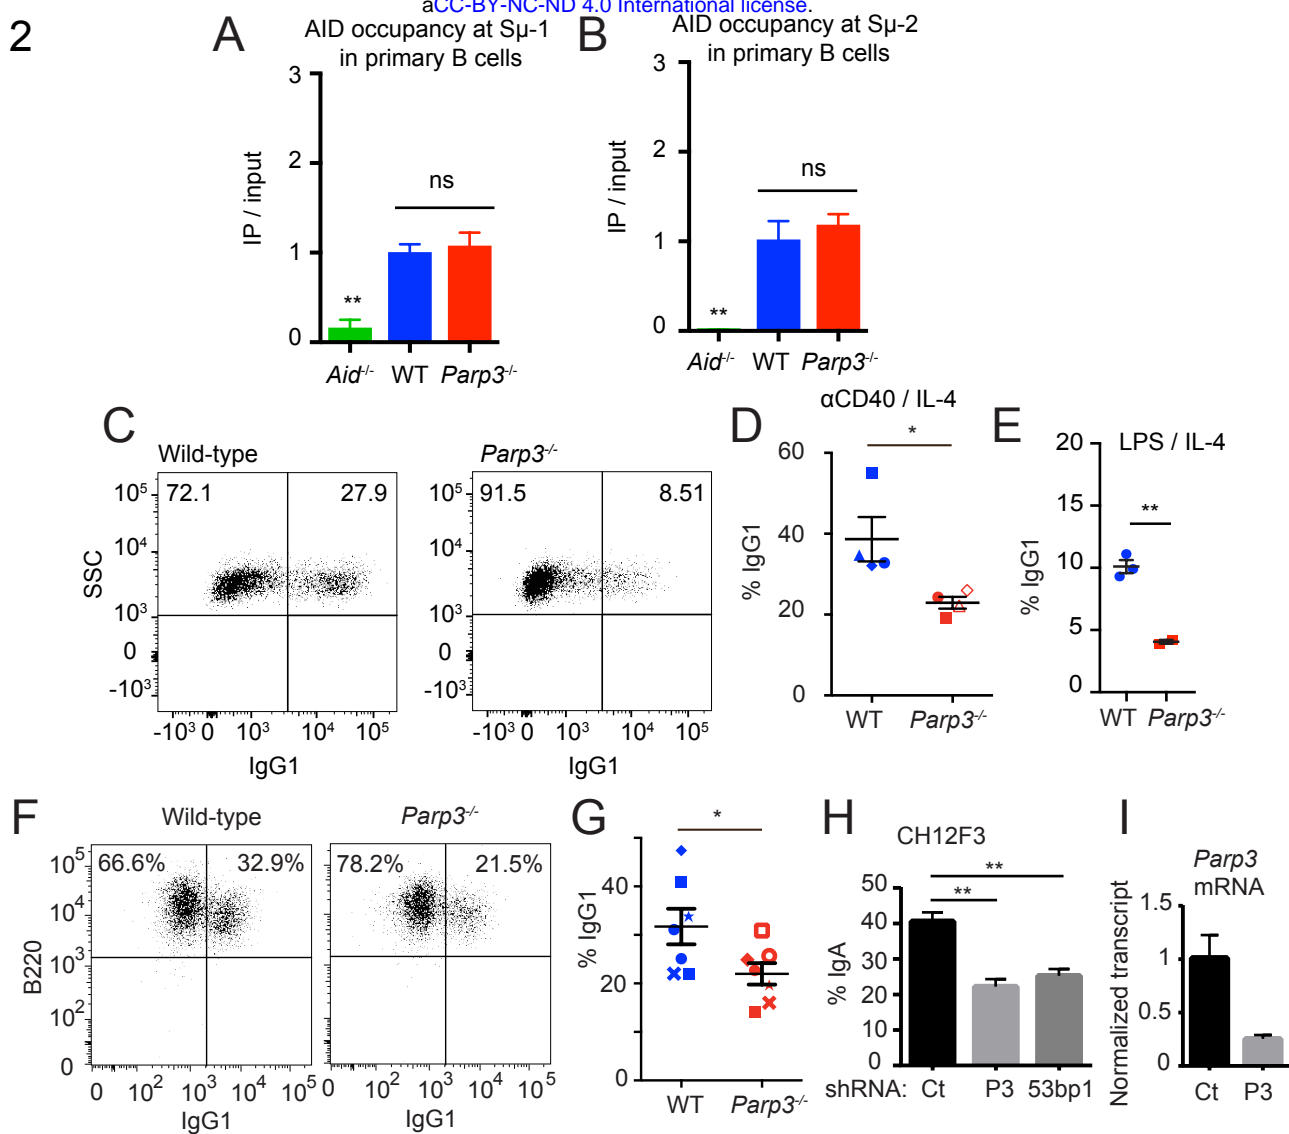 aCC-BY-NC-ND 4.0 International license.
2
A
AID occupancy at Sµ-1
in primary B cells
3
2
1
0
IP / input
ns
**
Aid-/-
WT
Parp3-/-
B
AID occupancy at Sµ-2
in primary B cells
3
2
1
0
IP / input
ns
**
Aid-/-
WT
Parp3-/-
C
Wild-type
72.1
27.9
SSC
10⁵
10⁴
10³
0
-10³
-10³ 0 10³ 10⁴ 10⁵
IgG1
Parp3-/-
91.5
8.51
10⁵
10⁴
10³
0
-10³
-10³ 0 10³ 10⁴ 10⁵
IgG1
D
αCD40 / IL-4
*
60
40
20
0
% IgG1
WT
Parp3-/-
E
LPS / IL-4
**
20
15
10
5
0
% IgG1
WT
Parp3-/-
F
Wild-type
66.6%
32.9%
B220
10⁵
10⁴
10³
10²
0
0 10² 10³ 10⁴ 10⁵
IgG1
Parp3-/-
78.2%
21.5%
0 10² 10³ 10⁴ 10⁵
IgG1
G
*
40
20
0
% IgG1
WT
Parp3-/-
H
CH12F3
**
**
50
40
30
20
10
0
% IgA
shRNA: Ct P3 53bp1
I
Parp3
mRNA
1.5
1
0.5
0
Normalized transcript
Ct P3